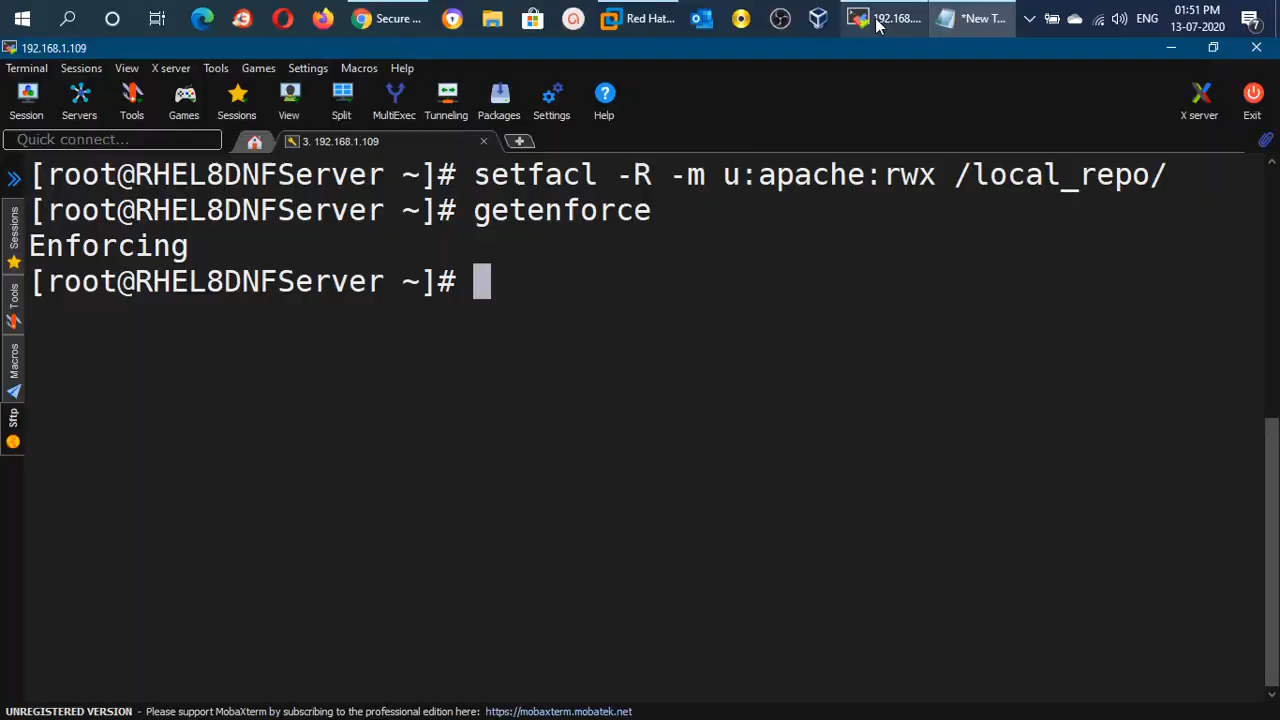 Secure ...
Red Hat...
192.168....
*New T...
ENG
01:51 PM
13-07-2020
7
192.168.1.109
Terminal Sessions View X server Tools Games Settings Macros Help
Session Servers Tools Games Sessions View Split MultiExec Tunneling Packages Settings Help X server Exit
Quick connect...
3. 192.168.1.109
[root@RHEL8DNFServer ~]# setfacl -R -m u:apache:rwx /local_repo/
[root@RHEL8DNFServer ~]# getenforce
Enforcing
[root@RHEL8DNFServer ~]#
Sessions
Tools
Macros
Sftp
UNREGISTERED VERSION - Please support MobaXterm by subscribing to the professional edition here: https://mobaxterm.mobatek.net